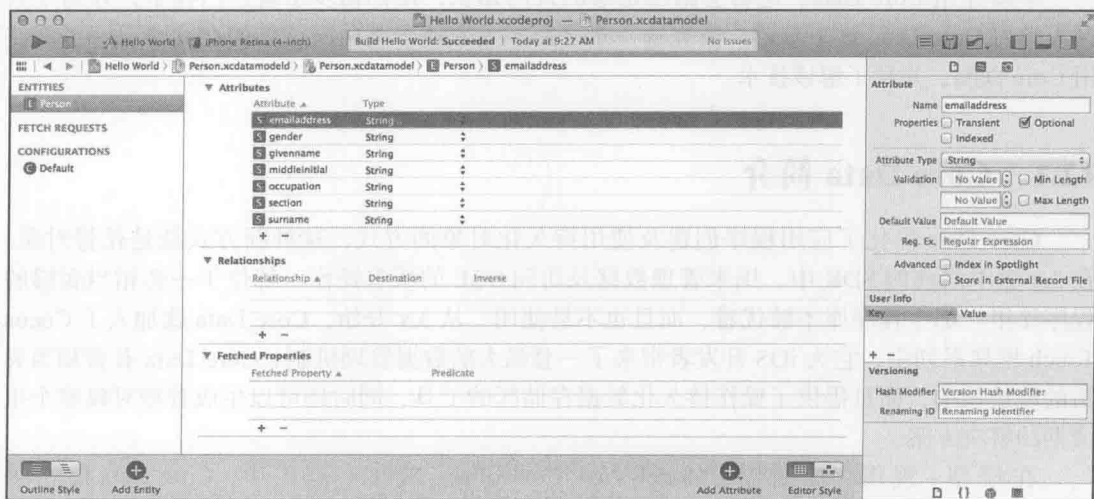 Hello World.xcodeproj — Person.xcdatamodel
Hello World iPhone Retina (4-inch)
Build Hello World: Succeeded | Today at 9:27 AM
No Issues
Hello World Person.xcdatamodeld Person.xcdatamodel E Person S emailaddress
ENTITIES
E Person
FETCH REQUESTS
CONFIGURATIONS
C Default
Attributes
Attribute Type
S emailaddress String
S gender String
S givenname String
S middleinitial String
S occupation String
S section String
S surname String
Relationships
Relationship Destination Inverse
+ −
Fetched Properties
Fetched Property Predicate
+ −
Outline Style
Add Entity
Add Attribute
Editor Style
Attribute
Name emailaddress
Properties Transient Optional
Indexed
Attribute Type String
Validation No Value Min Length
No Value Max Length
Default Value Default Value
Reg. Ex. Regular Expression
Advanced Index in Spotlight
Store in External Record File
User Info
Key Value
+ −
Versioning
Hash Modifier Version Hash Modifier
Renaming ID Renaming Identifier
{}